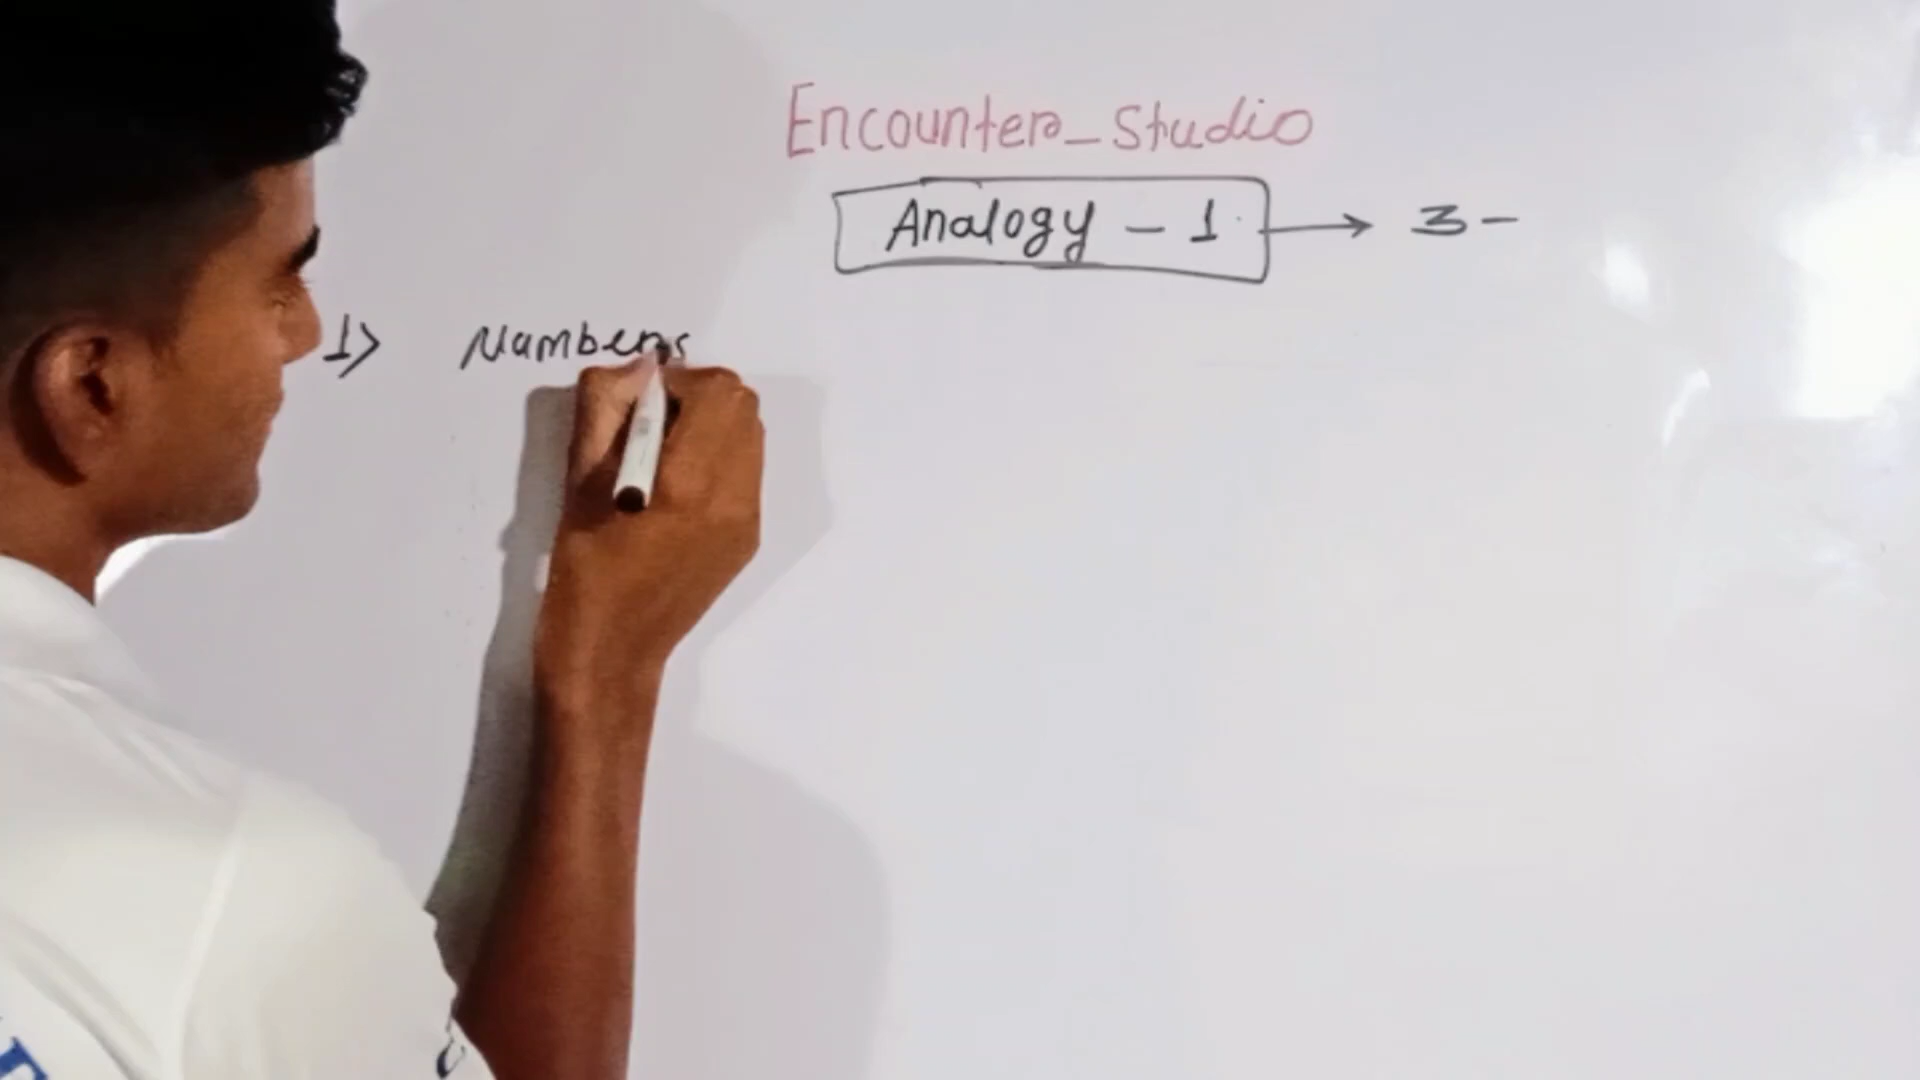 Encounter_Studio
Analogy - 1 → 3 -
1> Numbers